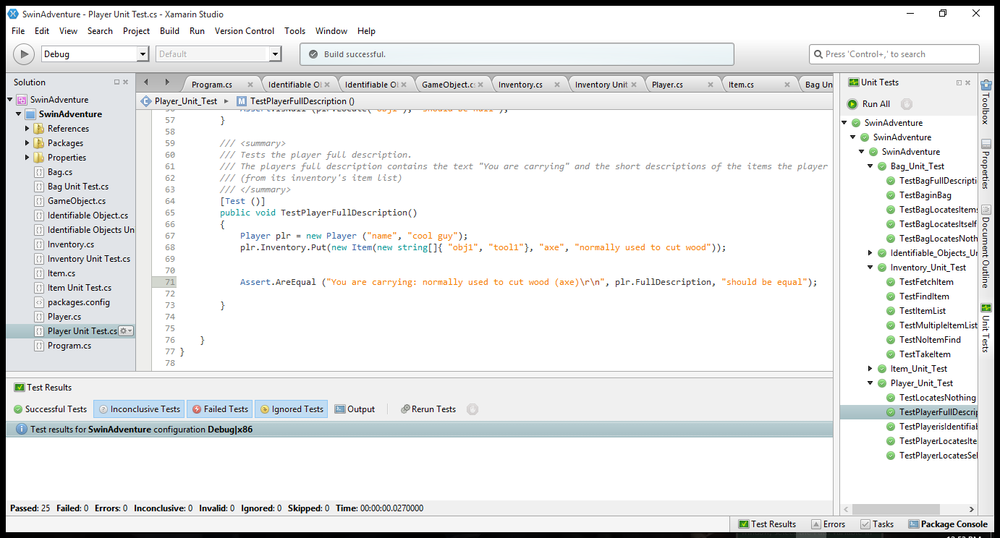 SwinAdventure - Player Unit Test.cs - Xamarin Studio
File Edit View Search Project Build Run Version Control Tools Window Help
Debug
Default
Build successful.
Press 'Control+,' to search
Solution
SwinAdventure
SwinAdventure
References
Packages
Properties
Bag.cs
Bag Unit Test.cs
GameObject.cs
Identifiable Object.cs
Identifiable Objects Un
Inventory.cs
Inventory Unit Test.cs
Item.cs
Item Unit Test.cs
packages.config
Player.cs
Player Unit Test.cs
Program.cs
Program.cs Identifiable Ol Identifiable Ol GameObject.cs Inventory.cs Inventory Unit Player.cs Item.cs Bag Un
Player_Unit_Test TestPlayerFullDescription ()
56 Assert.IsNull (plr.Locate("obj1"), "should be null");
57 }
58
59 /// <summary>
60 /// Tests the player full description.
61 /// The players full description contains the text "You are carrying" and the short descriptions of the items the player
62 /// (from its inventory's item list)
63 /// </summary>
64 [Test ()]
65 public void TestPlayerFullDescription()
66 {
67 Player plr = new Player ("name", "cool guy");
68 plr.Inventory.Put(new Item(new string[]{ "obj1", "tool1"}, "axe", "normally used to cut wood"));
69
70
71 Assert.AreEqual ("You are carrying: normally used to cut wood (axe)\r\n", plr.FullDescription, "should be equal");
72
73 }
74
75
76 }
77 }
78
Unit Tests
Run All
SwinAdventure
SwinAdventure
SwinAdventure
Bag_Unit_Test
TestBagFullDescripti
TestBaginBag
TestBagLocatesItems
TestBagLocatesItself
TestBagLocatesNoth
Identifiable_Objects_Ur
Inventory_Unit_Test
TestFetchItem
TestFindItem
TestItemList
TestMultipleItemList
TestNoItemFind
TestTakeItem
Item_Unit_Test
Player_Unit_Test
TestLocatesNothing
TestPlayerFullDescrip
TestPlayerisIdentifiab
TestPlayerLocatesIte
TestPlayerLocatesSel
Toolbox
Properties
Document Outline
Unit Tests
Test Results
Successful Tests Inconclusive Tests Failed Tests Ignored Tests Output Rerun Tests
Test results for SwinAdventure configuration Debug|x86
Passed: 25 Failed: 0 Errors: 0 Inconclusive: 0 Invalid: 0 Ignored: 0 Skipped: 0 Time: 00:00:00.0270000
Test Results Errors Tasks Package Console